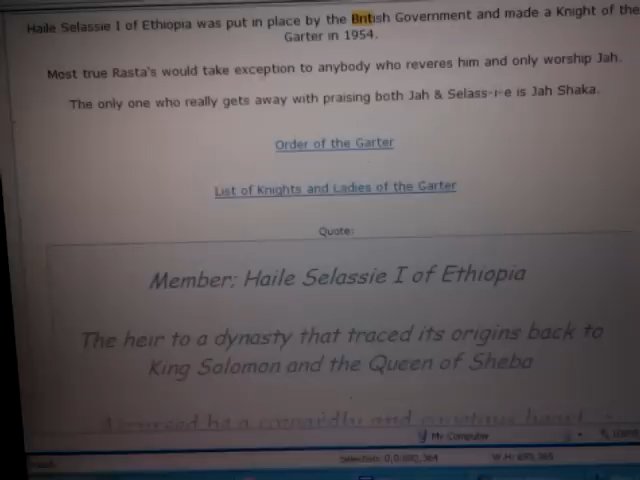 Haile Selassie I of Ethiopia was put in place by the British Government and made a Knight of the
Garter in 1954.
Most true Rasta's would take exception to anybody who reveres him and only worship Jah.
The only one who really gets away with praising both Jah & Selass-i-e is Jah Shaka.
Order of the Garter
List of Knights and Ladies of the Garter
Quote:
Member: Haile Selassie I of Ethiopia
The heir to a dynasty that traced its origins back to
King Solomon and the Queen of Sheba
My Computer
100%